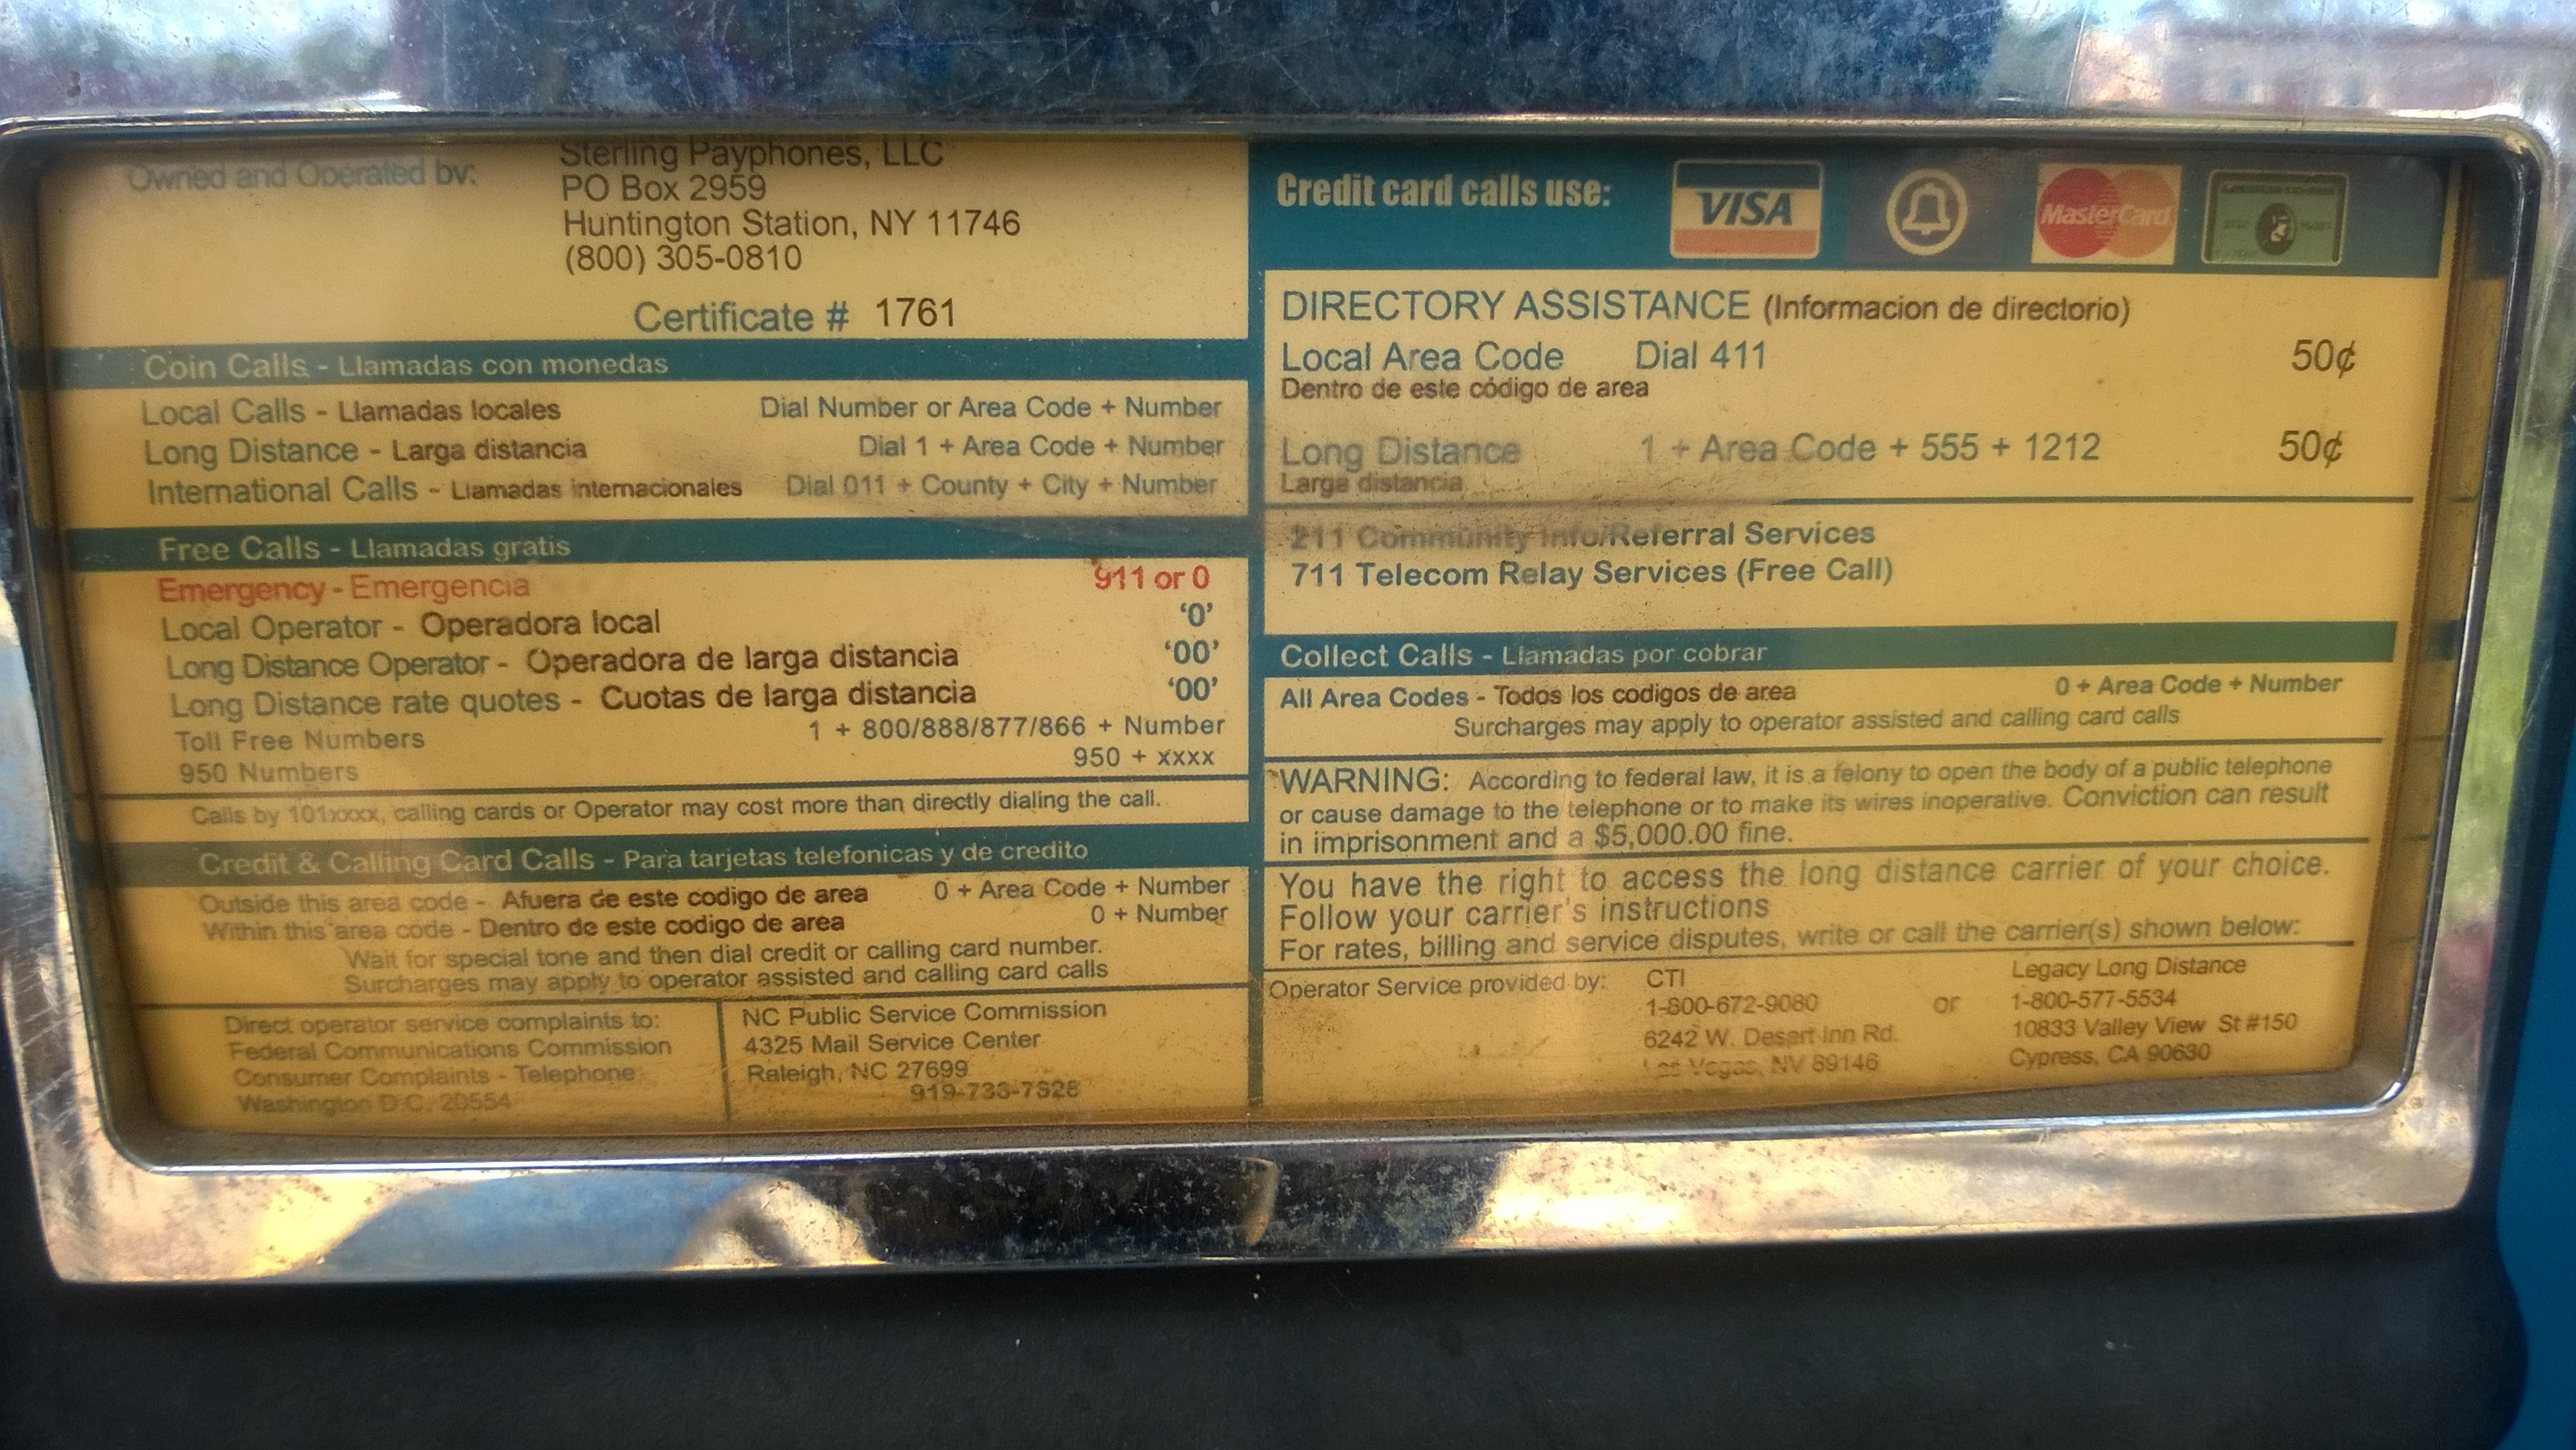 Owned and Operated by:
Sterling Payphones, LLC
PO Box 2959
Huntington Station, NY 11746
(800) 305-0810
Certificate # 1761
Coin Calls - Llamadas con monedas
Local Calls - Llamadas locales Dial Number or Area Code + Number
Long Distance - Larga distancia Dial 1 + Area Code + Number
International Calls - Llamadas internacionales Dial 011 + County + City + Number
Free Calls - Llamadas gratis
Emergency - Emergencia 911 or 0
Local Operator - Operadora local '0'
Long Distance Operator - Operadora de larga distancia '00'
Long Distance rate quotes - Cuotas de larga distancia '00'
Toll Free Numbers 1 + 800/888/877/866 + Number
950 Numbers 950 + xxxx
Calls by 101xxxx, calling cards or Operator may cost more than directly dialing the call.
Credit & Calling Card Calls - Para tarjetas telefonicas y de credito
Outside this area code - Afuera de este codigo de area 0 + Area Code + Number
Within this area code - Dentro de este codigo de area 0 + Number
Wait for special tone and then dial credit or calling card number.
Surcharges may apply to operator assisted and calling card calls
Direct operator service complaints to:
Federal Communications Commission
Consumer Complaints - Telephone
Washington D.C. 20554
NC Public Service Commission
4325 Mail Service Center
Raleigh, NC 27699
919-733-7328
Credit card calls use:
VISA
MasterCard
DIRECTORY ASSISTANCE (Informacion de directorio)
Local Area Code Dial 411 50¢
Dentro de este código de area
Long Distance 1 + Area Code + 555 + 1212 50¢
Larga distancia
211 Community Info/Referral Services
711 Telecom Relay Services (Free Call)
Collect Calls - Llamadas por cobrar
All Area Codes - Todos los codigos de area 0 + Area Code + Number
Surcharges may apply to operator assisted and calling card calls
WARNING: According to federal law, it is a felony to open the body of a public telephone
or cause damage to the telephone or to make its wires inoperative. Conviction can result
in imprisonment and a $5,000.00 fine.
You have the right to access the long distance carrier of your choice.
Follow your carrier's instructions
For rates, billing and service disputes, write or call the carrier(s) shown below:
Operator Service provided by:
CTI
1-800-672-9080
6242 W. Desert Inn Rd.
Las Vegas, NV 89146
or
Legacy Long Distance
1-800-577-5534
10833 Valley View St #150
Cypress, CA 90630